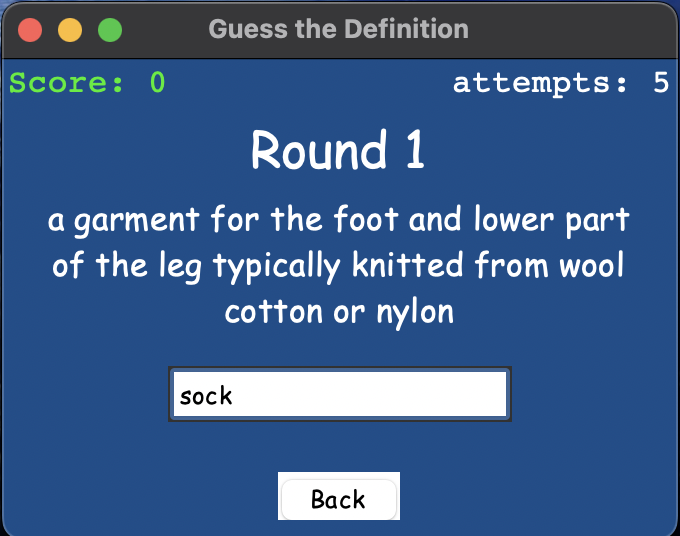 Guess the Definition
Score: 0 attempts: 5
Round 1
a garment for the foot and lower part
of the leg typically knitted from wool
cotton or nylon
sock
Back